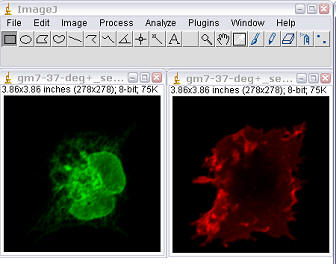 ImageJ
File Edit Image Process Analyze Plugins Window Help
A
gm7-37-deg+_se...
3.86x3.86 inches (278x278); 8-bit; 75K
gm7-37-deg+_se...
3.86x3.86 inches (278x278); 8-bit; 75K